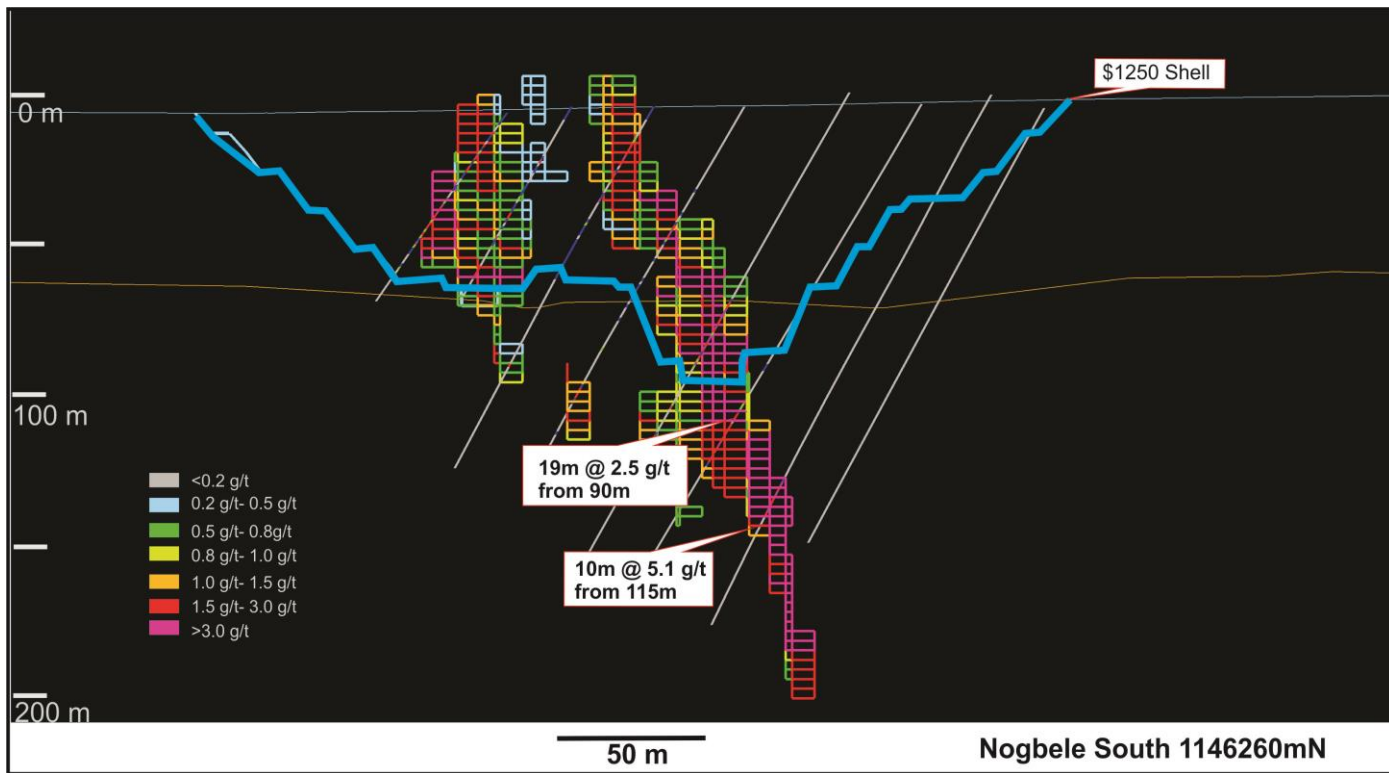 $1250 Shell
0 m
100 m
19m @ 2.5 g/t
from 90m
<0.2 g/t
0.2 g/t- 0.5 g/t
0.5 g/t- 0.8g/t
0.8 g/t- 1.0 g/t
1.0 g/t- 1.5 g/t
1.5 g/t- 3.0 g/t
>3.0 g/t
10m @ 5.1 g/t
from 115m
200 m
50 m
Nogbele South 1146260mN